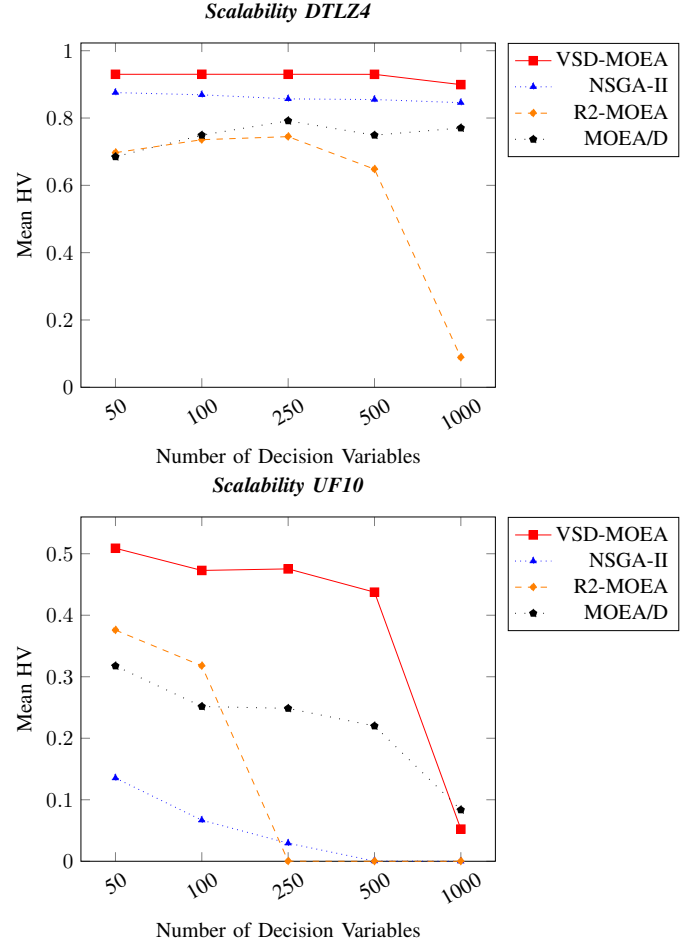 Scalability DTLZ4
1
0.8
0.6
0.4
0.2
0
Mean HV
50 100 250 500 1000
Number of Decision Variables
VSD-MOEA
NSGA-II
R2-MOEA
MOEA/D
Scalability UF10
0.5
0.4
0.3
0.2
0.1
0
Mean HV
50 100 250 500 1000
Number of Decision Variables
VSD-MOEA
NSGA-II
R2-MOEA
MOEA/D